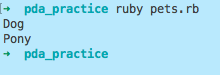 → pda_practice ruby pets.rb
Dog
Pony
→ pda_practice